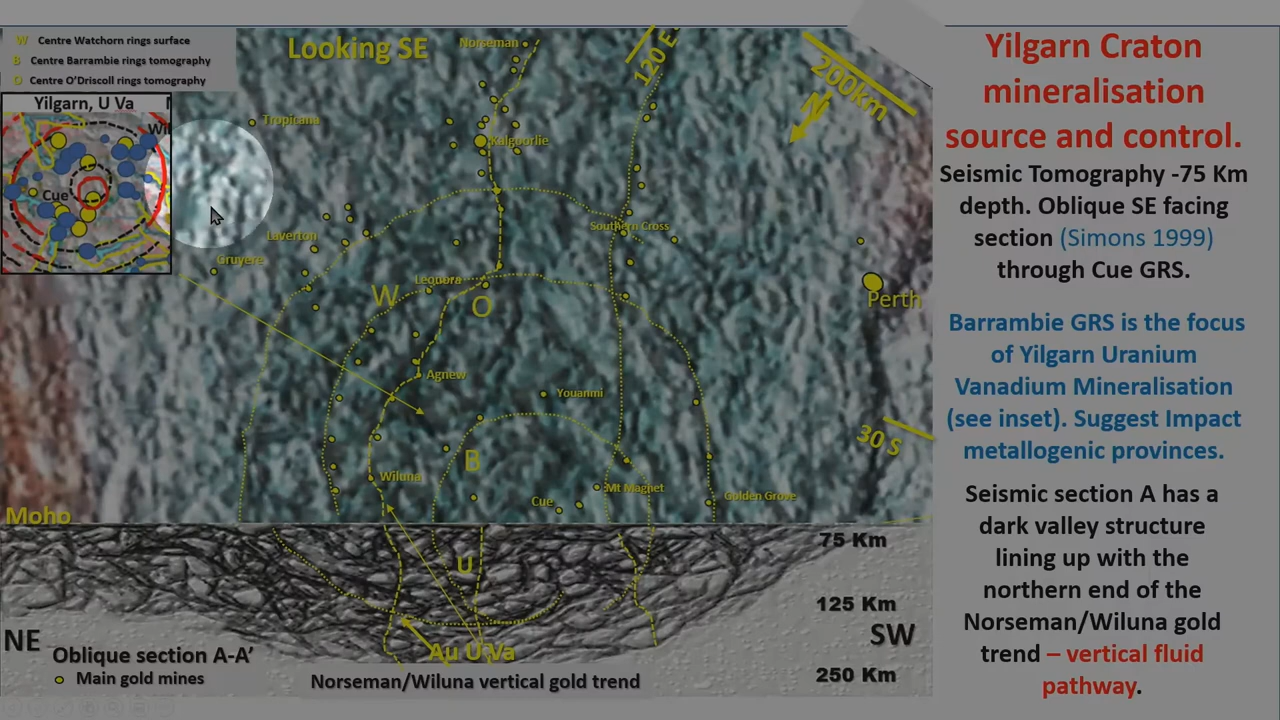 W Centre Watchorn rings surface
B Centre Barrambie rings tomography
O Centre O'Driscoll rings tomography
Looking SE
Norseman
120 E
200km
N
Yilgarn, U Va
Cue
Tropicana
Kalgoorlie
Laverton
Gruyere
Southern Cross
Leonora
W
O
Perth
Agnew
Youanmi
30 S
B
Wiluna
Cue
Mt Magnet
Golden Grove
Moho
75 Km
U
125 Km
NE
SW
Au U Va
250 Km
Oblique section A-A'
Main gold mines
Norseman/Wiluna vertical gold trend
Yilgarn Craton
mineralisation
source and control.
Seismic Tomography -75 Km
depth. Oblique SE facing
section (Simons 1999)
through Cue GRS.
Barrambie GRS is the focus
of Yilgarn Uranium
Vanadium Mineralisation
(see inset). Suggest Impact
metallogenic provinces.
Seismic section A has a
dark valley structure
lining up with the
northern end of the
Norseman/Wiluna gold
trend – vertical fluid
pathway.